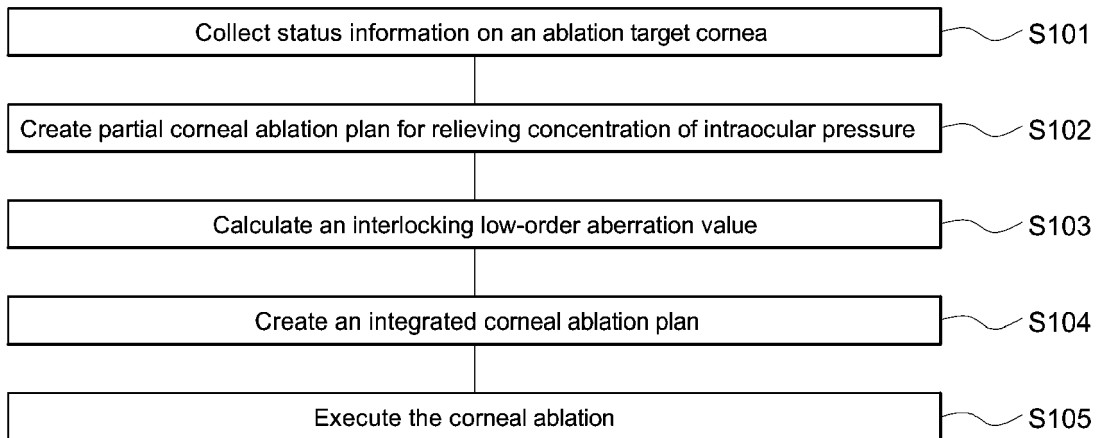 Collect status information on an ablation target cornea S101
Create partial corneal ablation plan for relieving concentration of intraocular pressure S102
Calculate an interlocking low-order aberration value S103
Create an integrated corneal ablation plan S104
Execute the corneal ablation S105